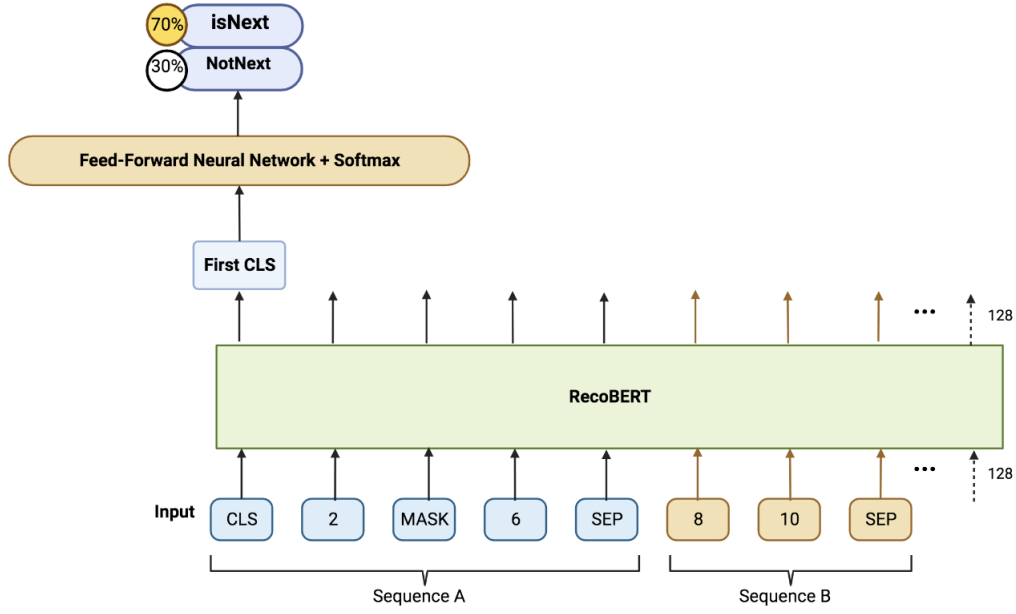 70% isNext
30% NotNext
Feed-Forward Neural Network + Softmax
First CLS
... 128
RecoBERT
... 128
Input CLS 2 MASK 6 SEP 8 10 SEP
Sequence A Sequence B